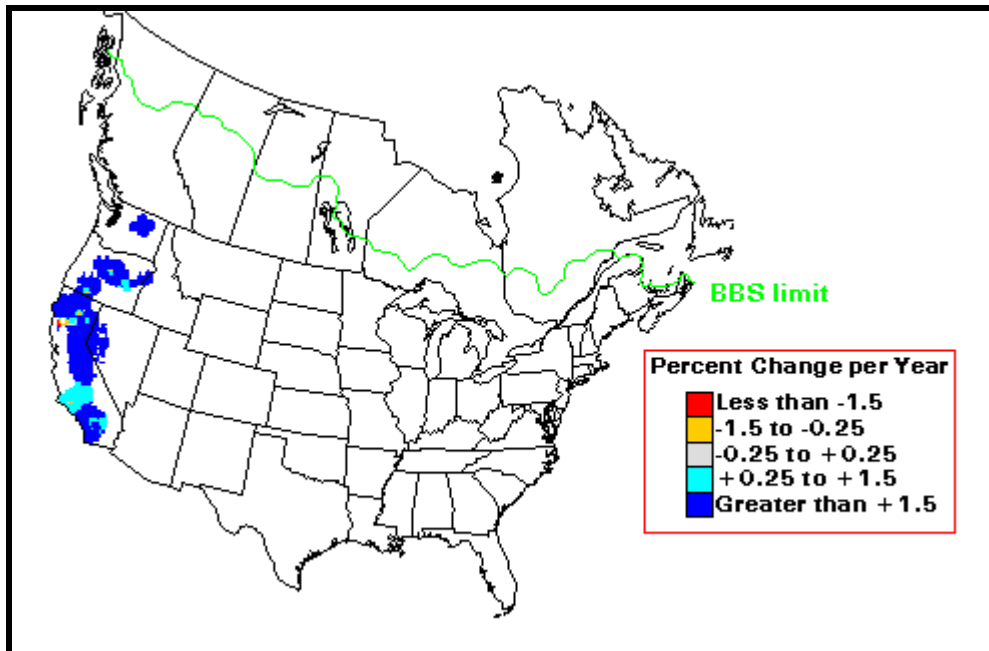 BBS limit
Percent Change per Year
Less than -1.5
-1.5 to -0.25
-0.25 to +0.25
+0.25 to +1.5
Greater than +1.5